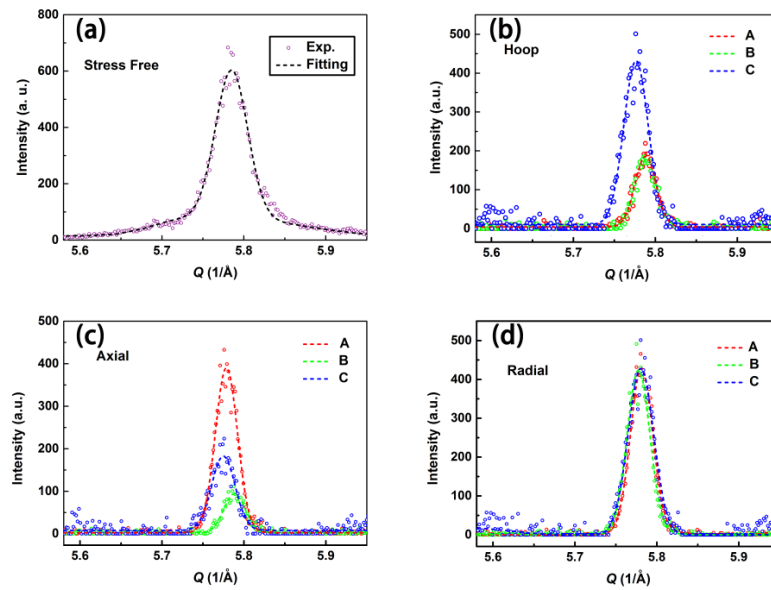 (a)
Stress Free
Exp.
Fitting
800
600
400
200
0
Intensity (a. u.)
5.6 5.7 5.8 5.9
Q (1/Å)
(b)
Hoop
A
B
C
500
400
300
200
100
0
Intensity (a.u.)
5.6 5.7 5.8 5.9
Q (1/Å)
(c)
Axial
A
B
C
500
400
300
200
100
0
Intensity (a.u.)
5.6 5.7 5.8 5.9
Q (1/Å)
(d)
Radial
A
B
C
500
400
300
200
100
0
Intensity (a.u.)
5.6 5.7 5.8 5.9
Q (1/Å)